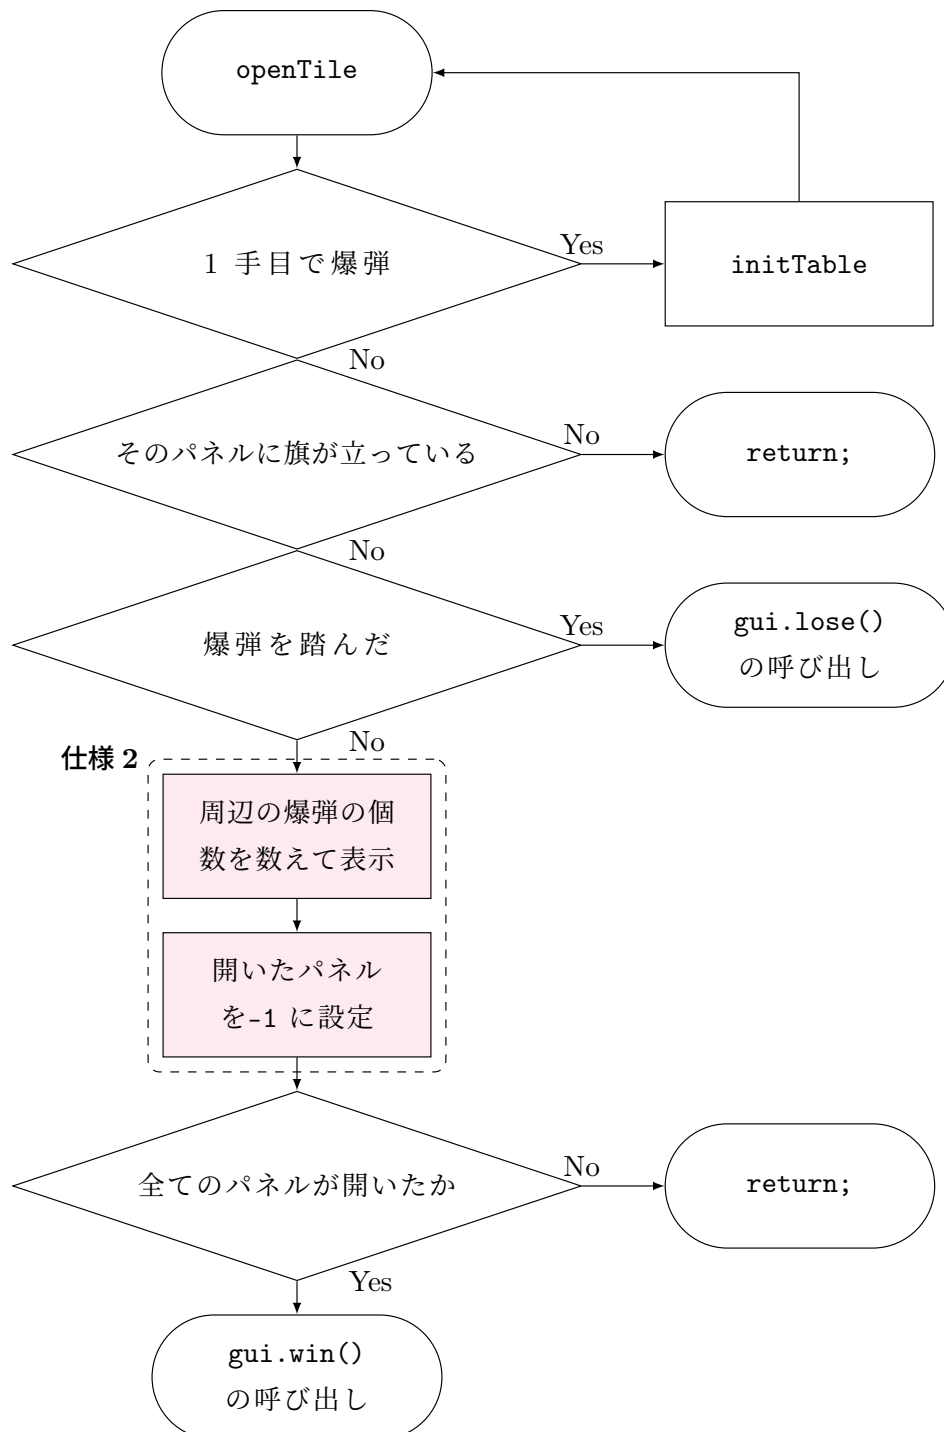 openTile
1 手目で爆弾
Yes
initTable
No
そのパネルに旗が立っている
No
return;
No
爆弾を踏んだ
Yes
gui.lose()
の呼び出し
No
仕様 2
周辺の爆弾の個
数を数えて表示
開いたパネル
を-1 に設定
全てのパネルが開いたか
No
return;
Yes
gui.win()
の呼び出し